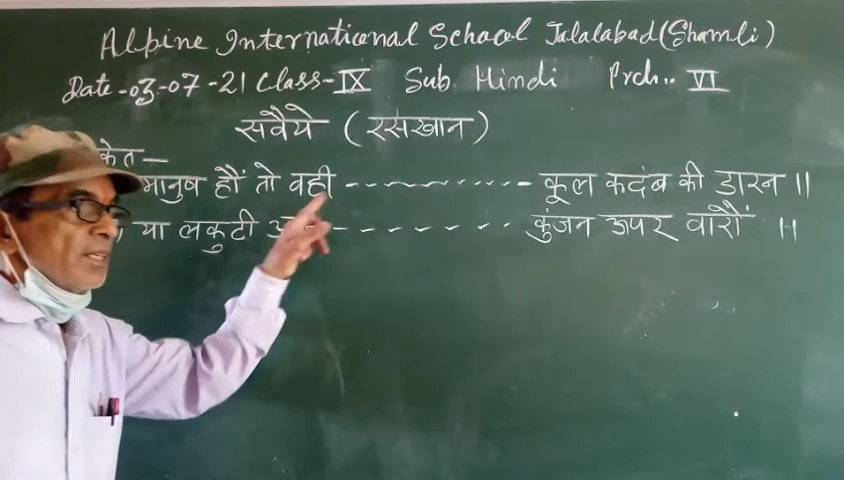 Alpine International School Jalalabad (Shamli)
Date-03-07-21 Class-IX Sub Hindi Prch.. VI
सवैये (रसखान)
केत—
मानुष हौं तो वही ---------- कूल कदंब की डारन ॥
या लकुटी -------- कुंजन ऊपर वारौं ॥